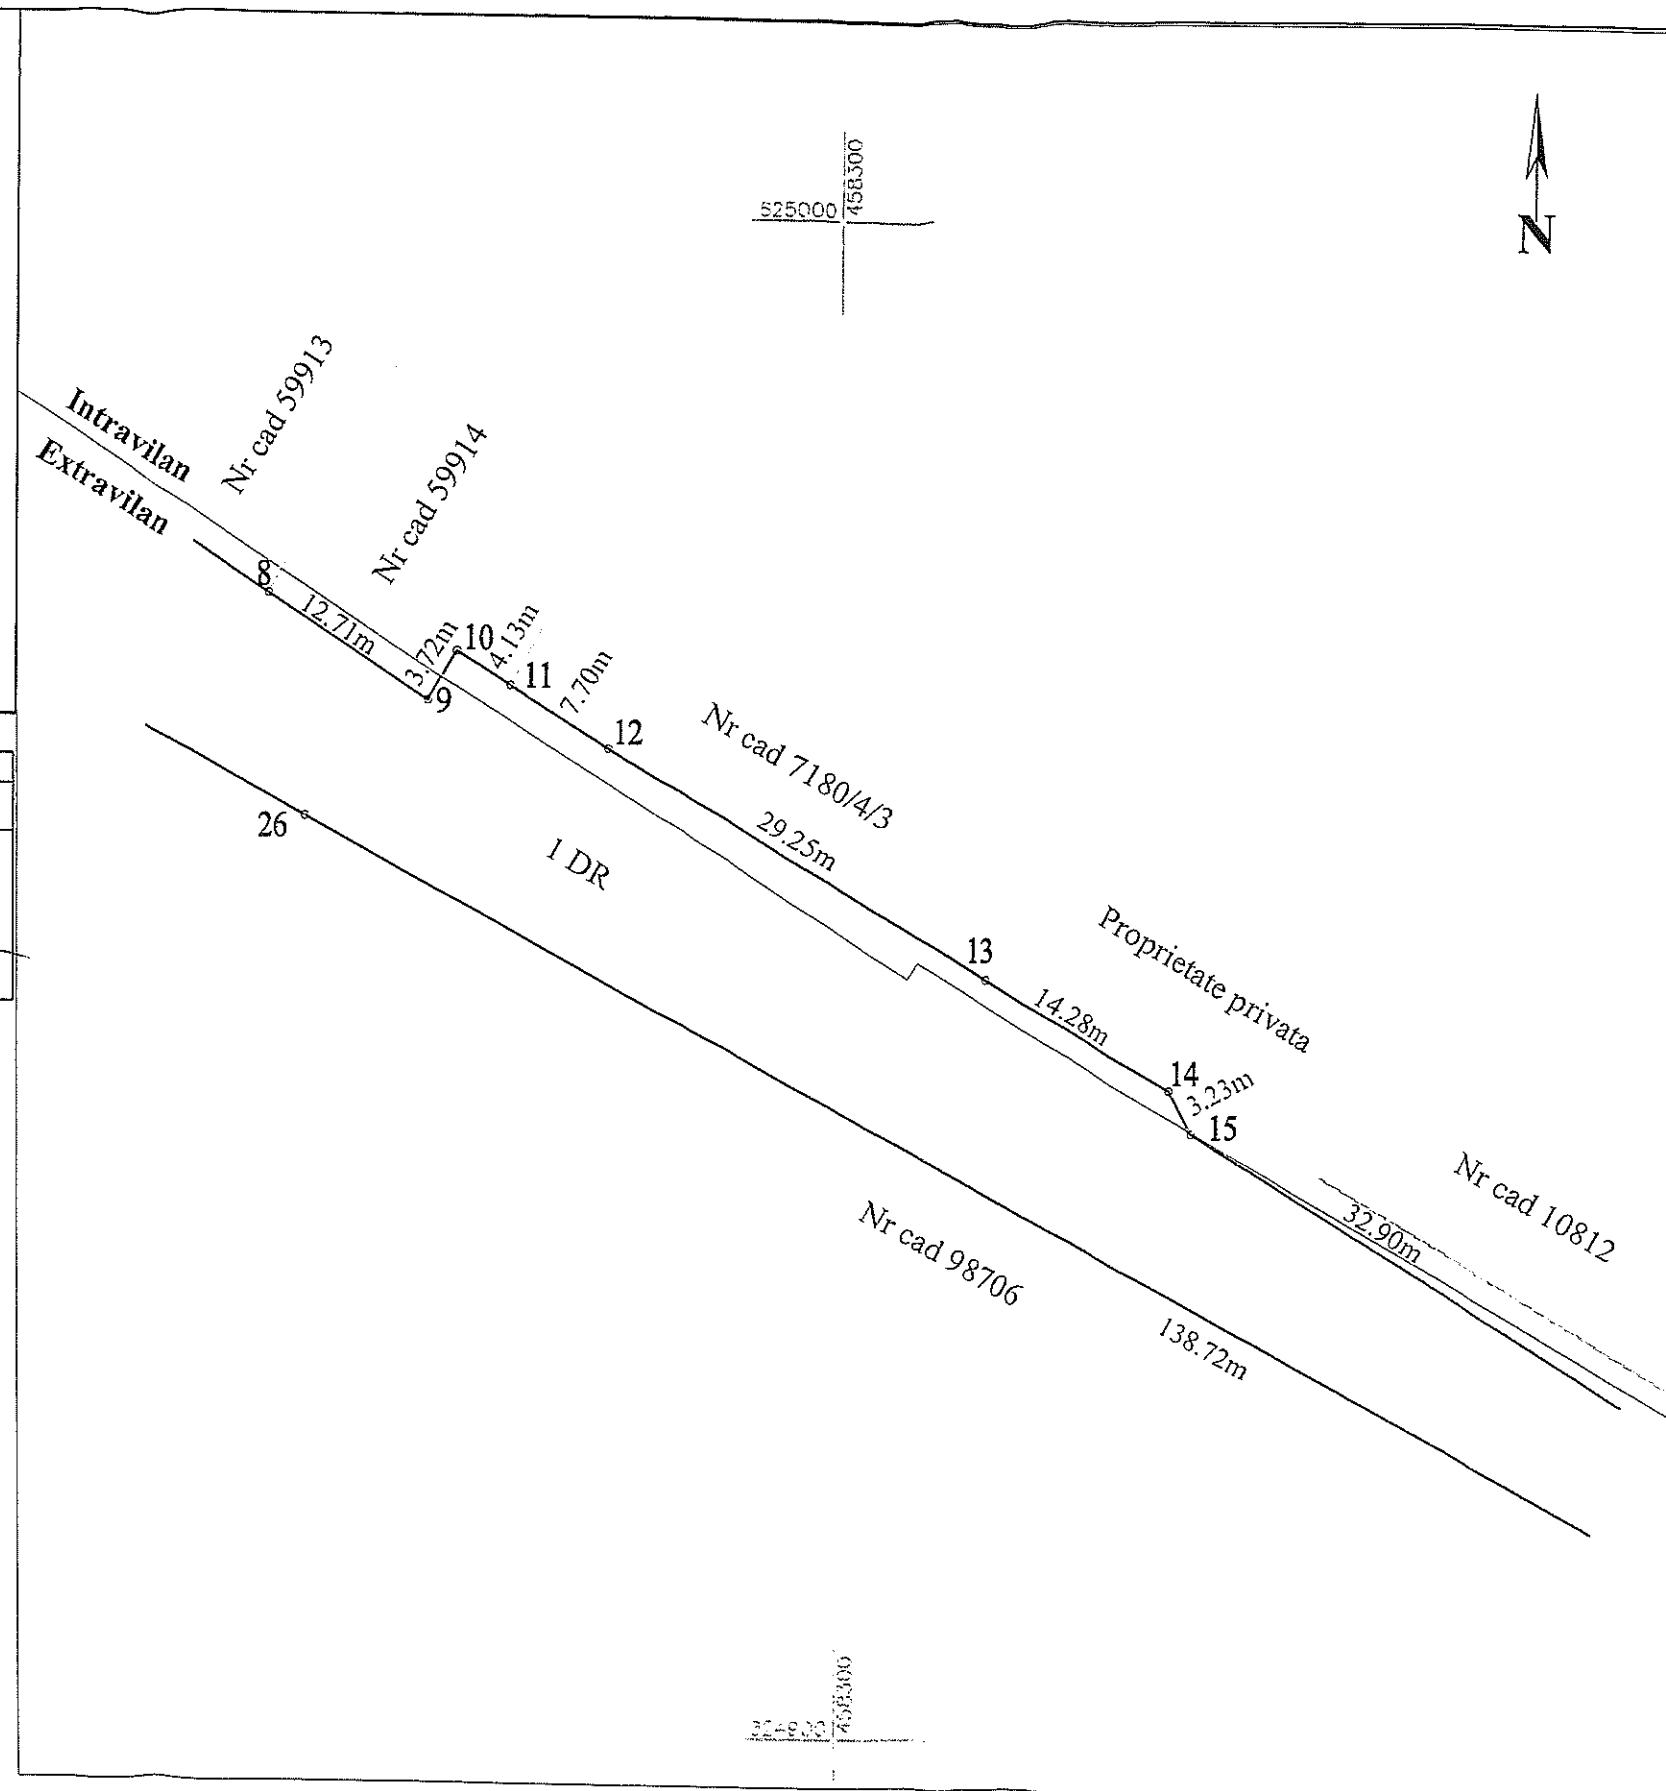 458300
525000
N
Nr cad 59913
Intravilan
Extravilan
Nr cad 59914
8
12.71m
3.72m
10
4.13m
9
11
7.70m
12
Nr cad 7180/4/3
29.25m
26
1 DR
13
Proprietate privata
14.28m
14
3.23m
15
Nr cad 10812
32.90m
Nr cad 98706
138.72m
458300